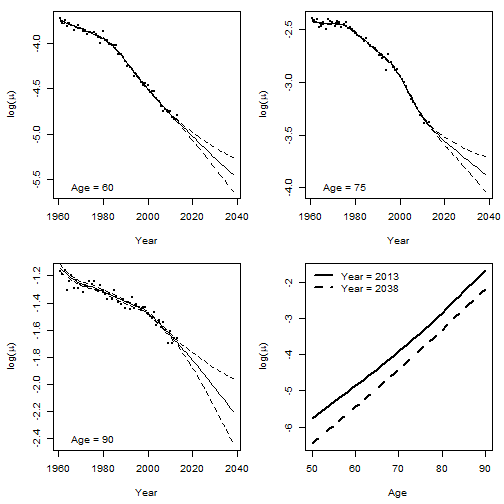 log(μ)
-4.0
-4.5
-5.0
-5.5
Age = 60
1960 1980 2000 2020 2040
Year
log(μ)
-2.5
-3.0
-3.5
-4.0
Age = 75
1960 1980 2000 2020 2040
Year
log(μ)
-1.2
-1.4
-1.6
-1.8
-2.0
-2.2
-2.4
Age = 90
1960 1980 2000 2020 2040
Year
log(μ)
-2
-3
-4
-5
-6
Year = 2013
Year = 2038
50 60 70 80 90
Age